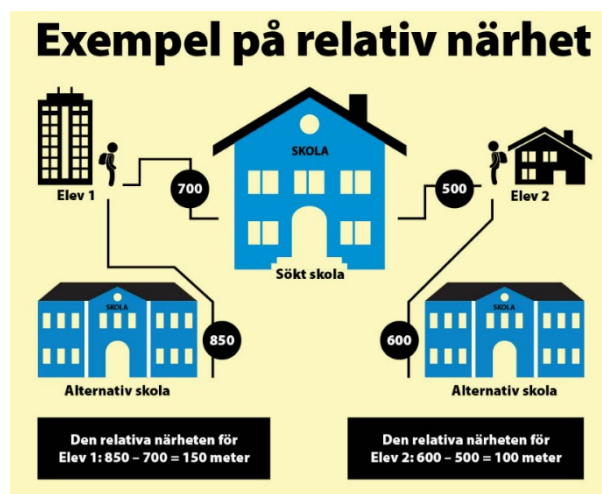 Exempel på relativ närhet
SKOLA
700
500
Elev 1
Elev 2
Sökt skola
SKOLA
850
600
SKOLA
Alternativ skola
Alternativ skola
Den relativa närheten för
Elev 1: 850 – 700 = 150 meter
Den relativa närheten för
Elev 2: 600 – 500 = 100 meter